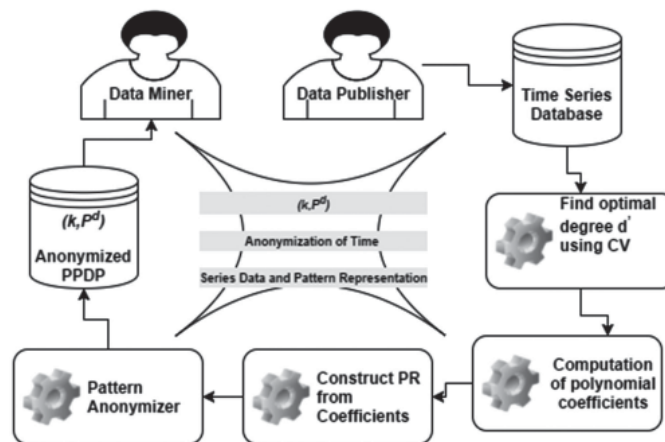 Data Miner
Data Publisher
Time Series
Database
(k,P^d)
Anonymized
PPDP
(k,P^d)
Anonymization of Time
Series Data and Pattern Representation
Find optimal
degree d'
using CV
Pattern
Anonymizer
Construct PR
from
Coefficients
Computation
of polynomial
coefficients